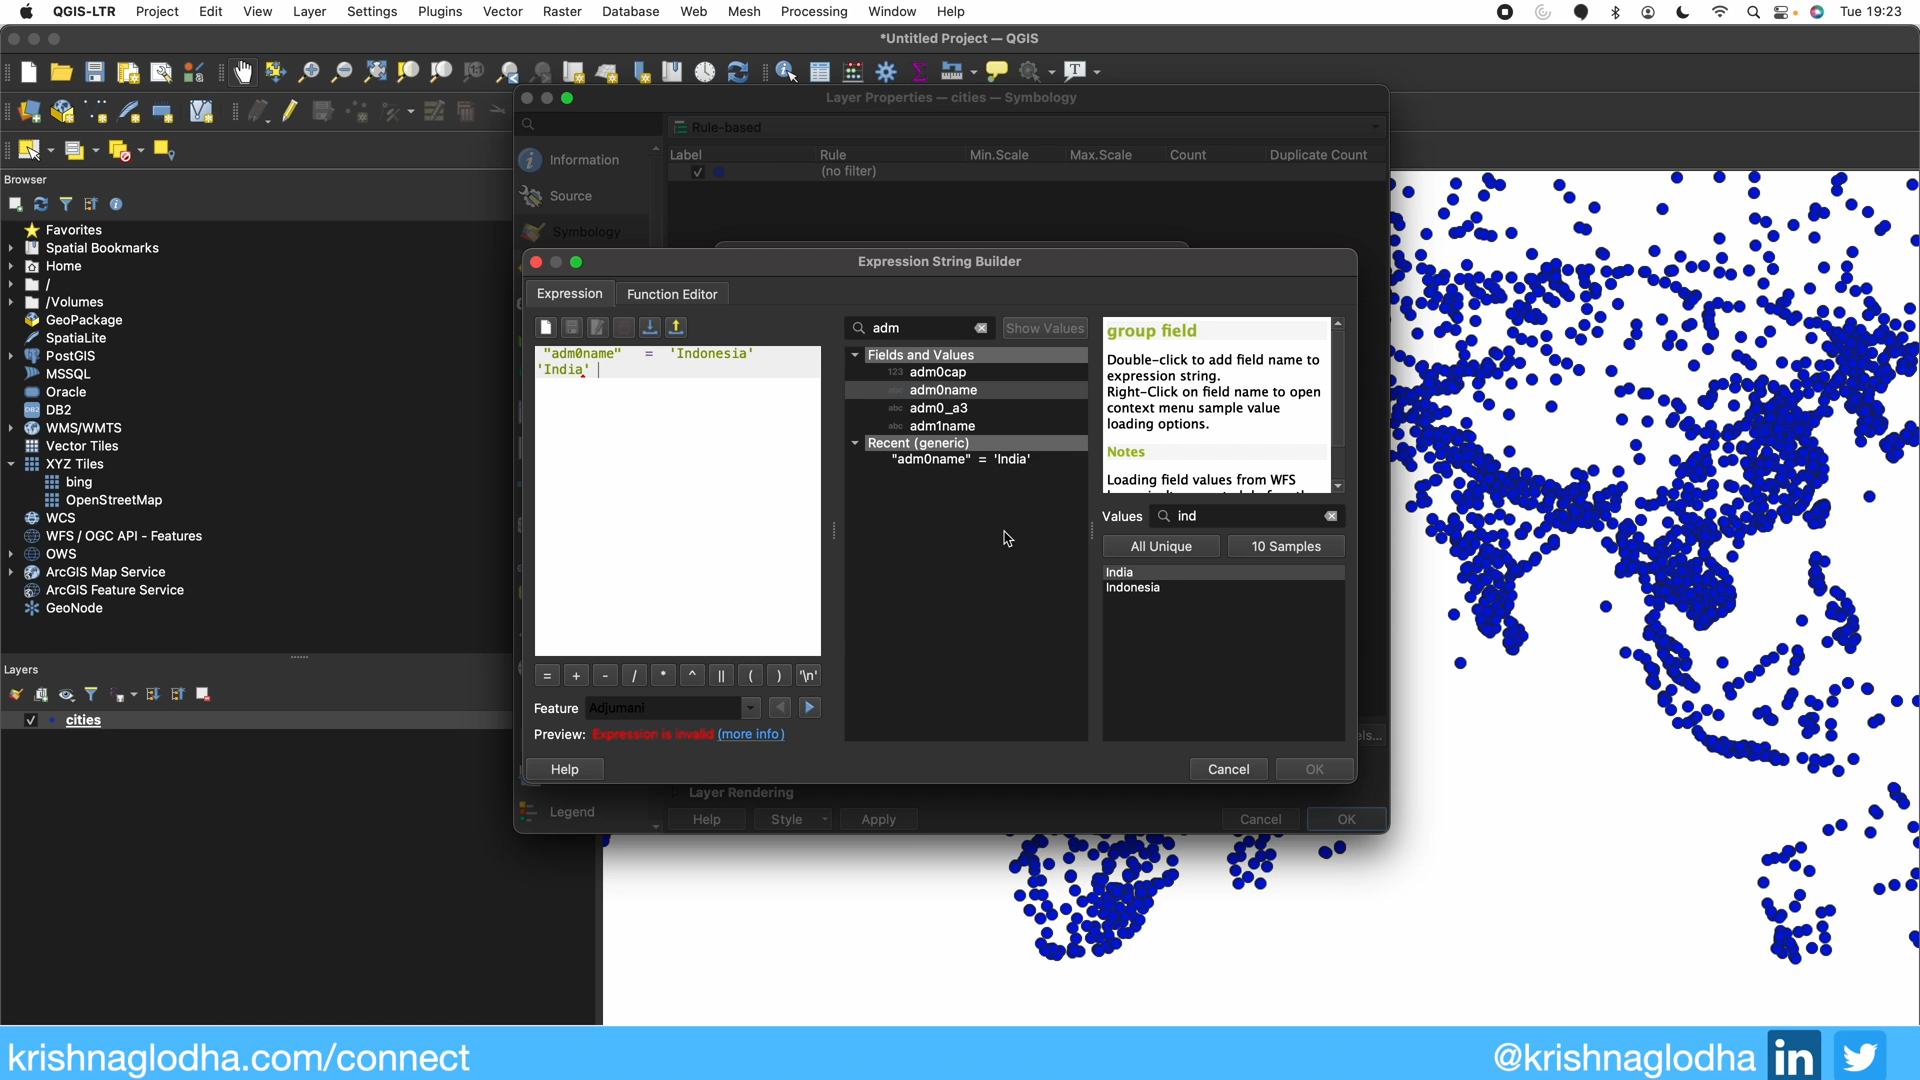 QGIS-LTR Project Edit View Layer Settings Plugins Vector Raster Database Web Mesh Processing Window Help Tue 19:23
*Untitled Project — QGIS
Layer Properties — cities — Symbology
Rule-based
Label Rule Min.Scale Max.Scale Count Duplicate Count
(no filter)
Information
Source
Symbology
Browser
Favorites
Spatial Bookmarks
Home
/
/Volumes
GeoPackage
SpatiaLite
PostGIS
MSSQL
Oracle
DB2
WMS/WMTS
Vector Tiles
XYZ Tiles
bing
OpenStreetMap
WCS
WFS / OGC API - Features
OWS
ArcGIS Map Service
ArcGIS Feature Service
GeoNode
Layers
cities
Expression String Builder
Expression Function Editor
"adm0name" = 'Indonesia'
'India'
= + - / * ^ || ( ) '\n'
Feature Adjumani
Preview: Expression is invalid (more info)
adm Show Values
Fields and Values
123 adm0cap
abc adm0name
abc adm0_a3
abc adm1name
Recent (generic)
"adm0name" = 'India'
group field
Double-click to add field name to
expression string.
Right-Click on field name to open
context menu sample value
loading options.
Notes
Loading field values from WFS
Values ind
All Unique 10 Samples
India
Indonesia
Help Cancel OK
Layer Rendering
Legend
Help Style Apply Cancel OK
krishnaglodha.com/connect
@krishnaglodha in